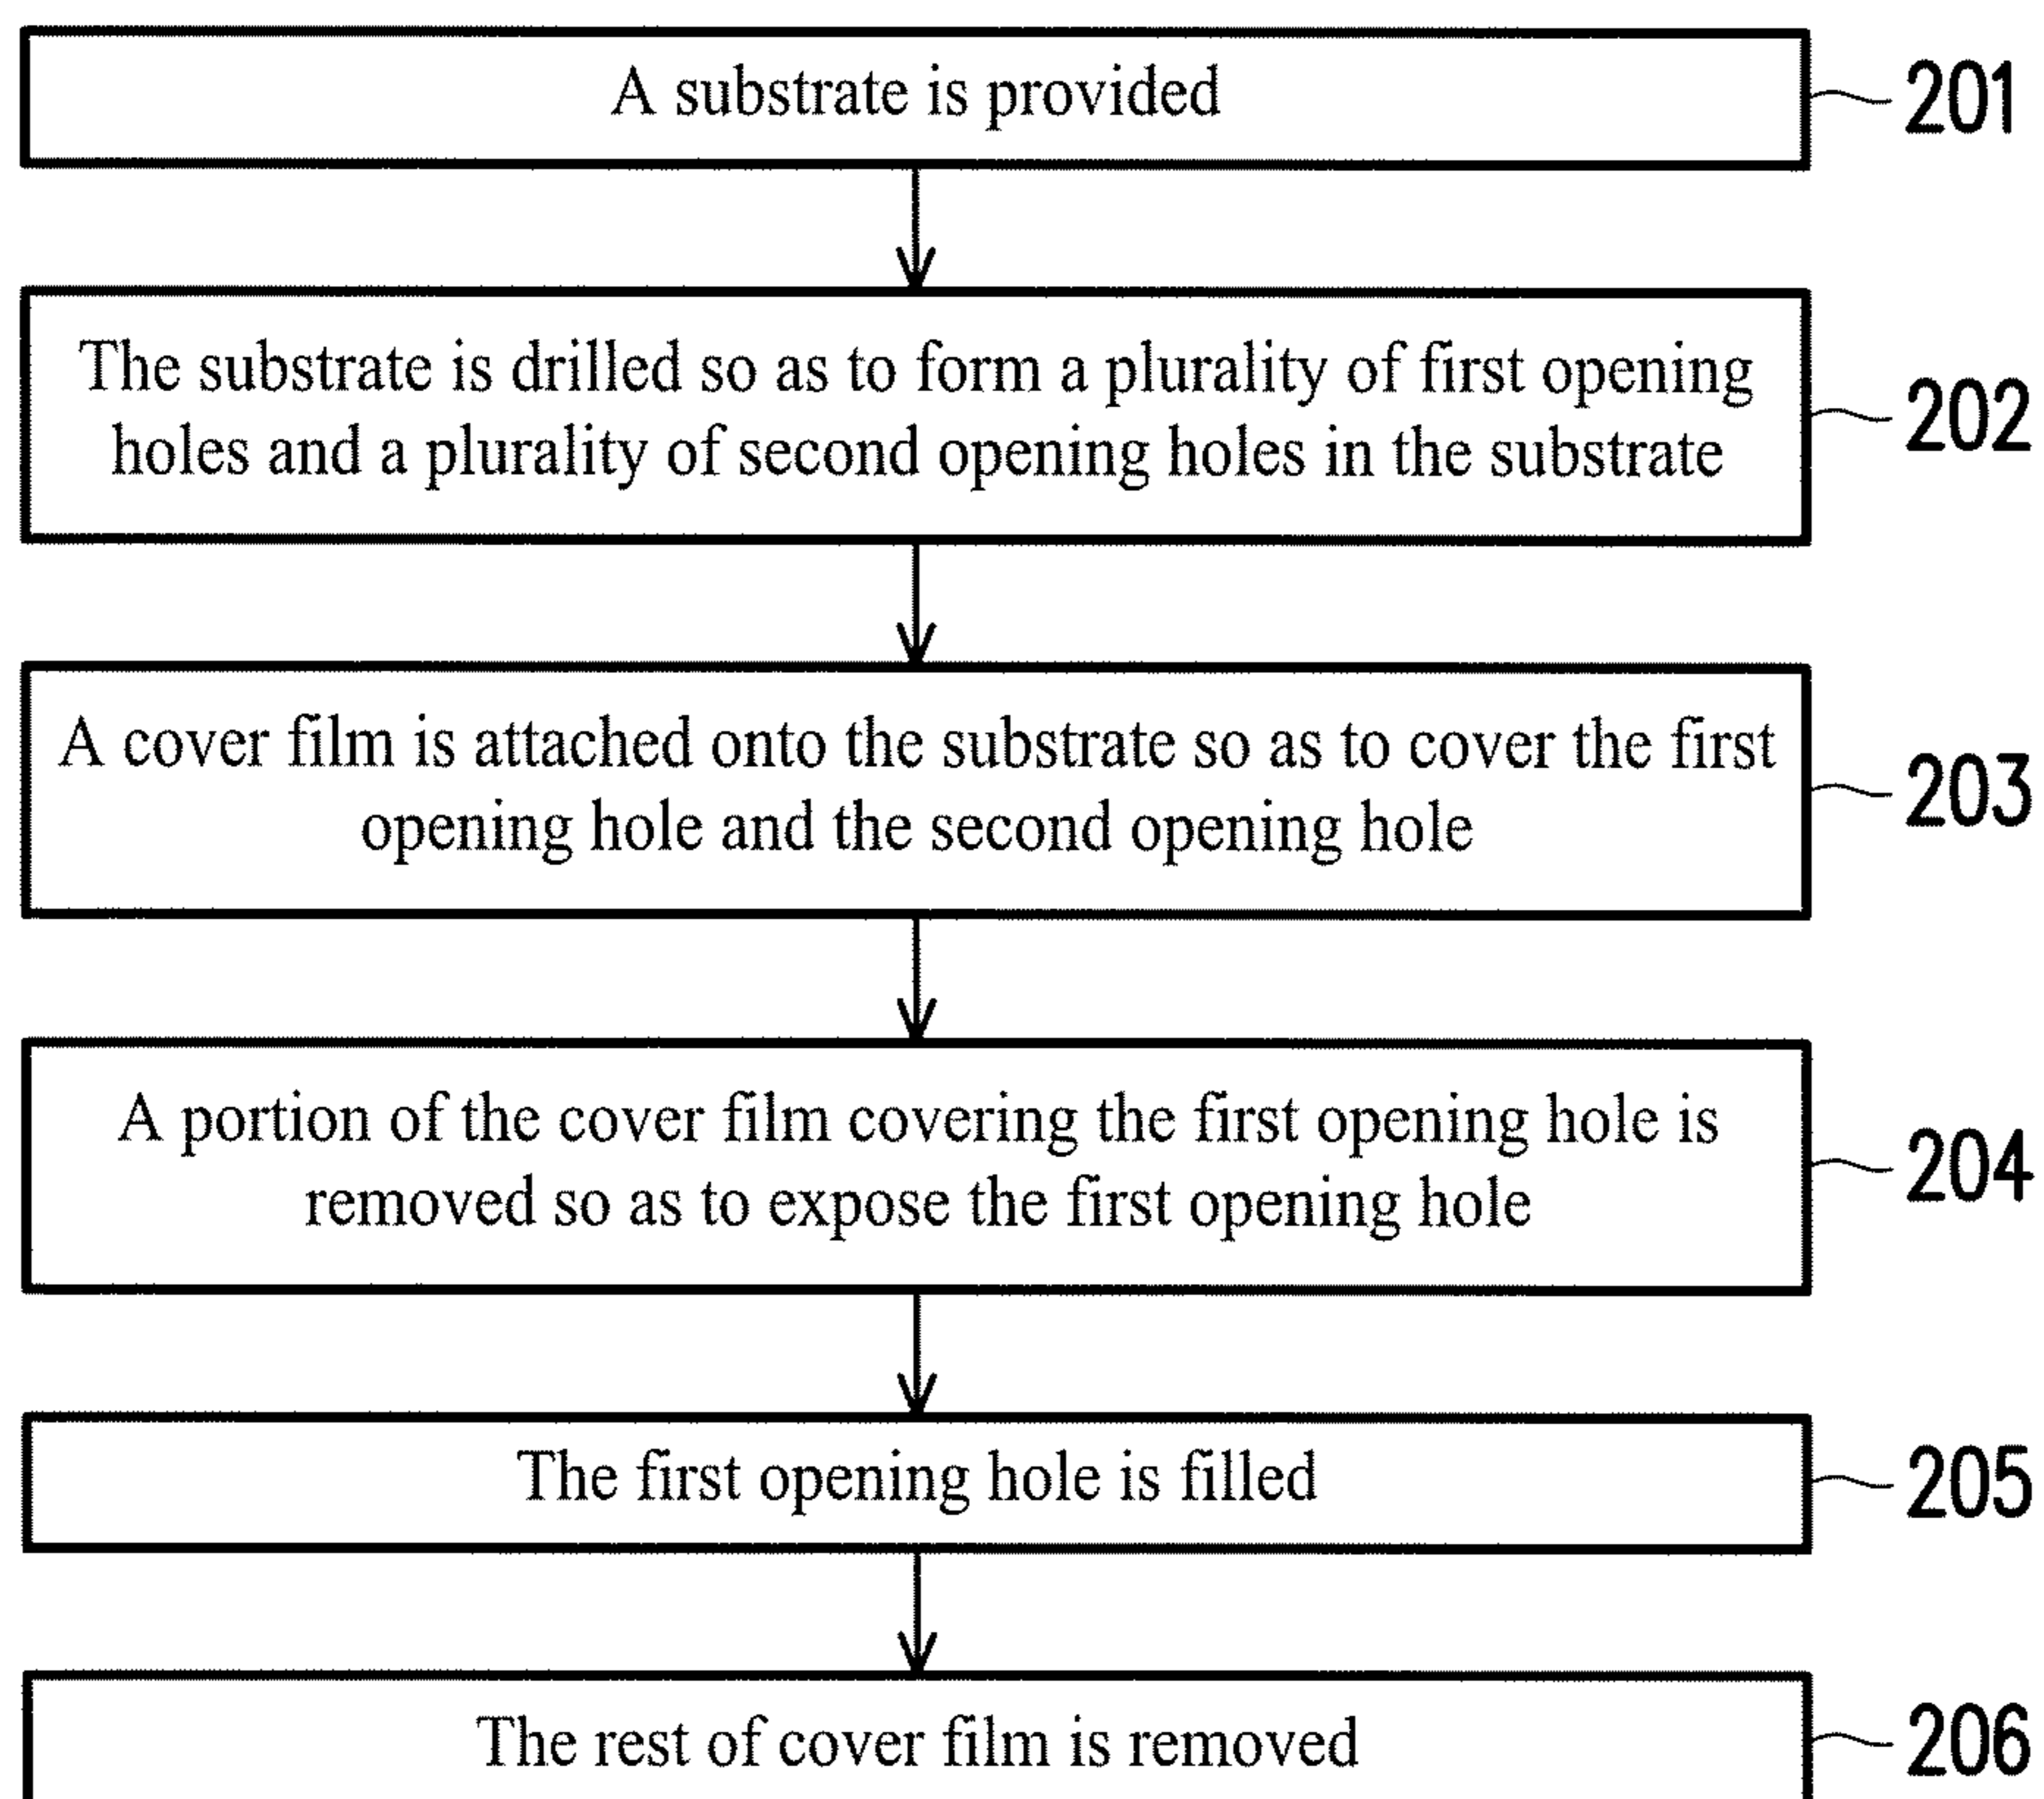 A substrate is provided
201
The substrate is drilled so as to form a plurality of first opening
holes and a plurality of second opening holes in the substrate
202
A cover film is attached onto the substrate so as to cover the first
opening hole and the second opening hole
203
A portion of the cover film covering the first opening hole is
removed so as to expose the first opening hole
204
The first opening hole is filled
205
The rest of cover film is removed
206